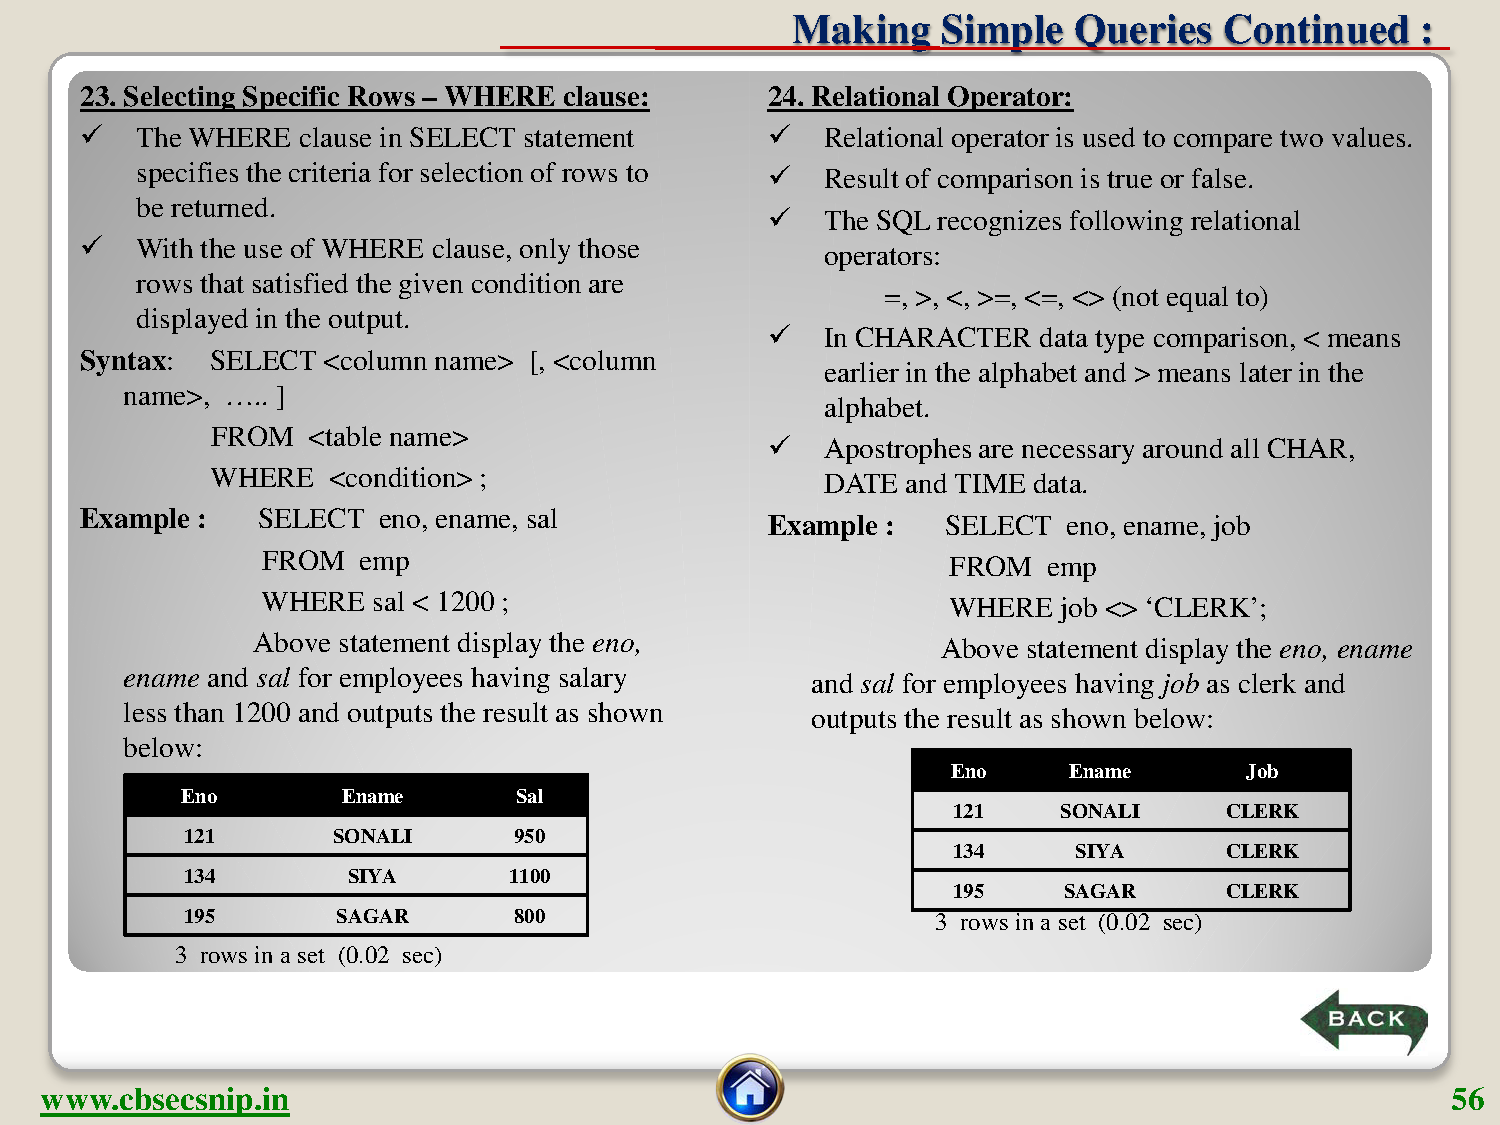 Making Simple Queries Continued :
23. Selecting Specific Rows – WHERE clause:
✓ The WHERE clause in SELECT statement
specifies the criteria for selection of rows to
be returned.
✓ With the use of WHERE clause, only those
rows that satisfied the given condition are
displayed in the output.
Syntax: SELECT <column name> [, <column
name>, ….. ]
FROM <table name>
WHERE <condition> ;
Example : SELECT eno, ename, sal
FROM emp
WHERE sal < 1200 ;
Above statement display the eno,
ename and sal for employees having salary
less than 1200 and outputs the result as shown
below:
Eno Ename Sal
121 SONALI 950
134 SIYA 1100
195 SAGAR 800
3 rows in a set (0.02 sec)
24. Relational Operator:
✓ Relational operator is used to compare two values.
✓ Result of comparison is true or false.
✓ The SQL recognizes following relational
operators:
=, >, <, >=, <=, <> (not equal to)
✓ In CHARACTER data type comparison, < means
earlier in the alphabet and > means later in the
alphabet.
✓ Apostrophes are necessary around all CHAR,
DATE and TIME data.
Example : SELECT eno, ename, job
FROM emp
WHERE job <> ‘CLERK’;
Above statement display the eno, ename
and sal for employees having job as clerk and
outputs the result as shown below:
Eno Ename Job
121 SONALI CLERK
134 SIYA CLERK
195 SAGAR CLERK
3 rows in a set (0.02 sec)
BACK
www.cbsecsnip.in
56